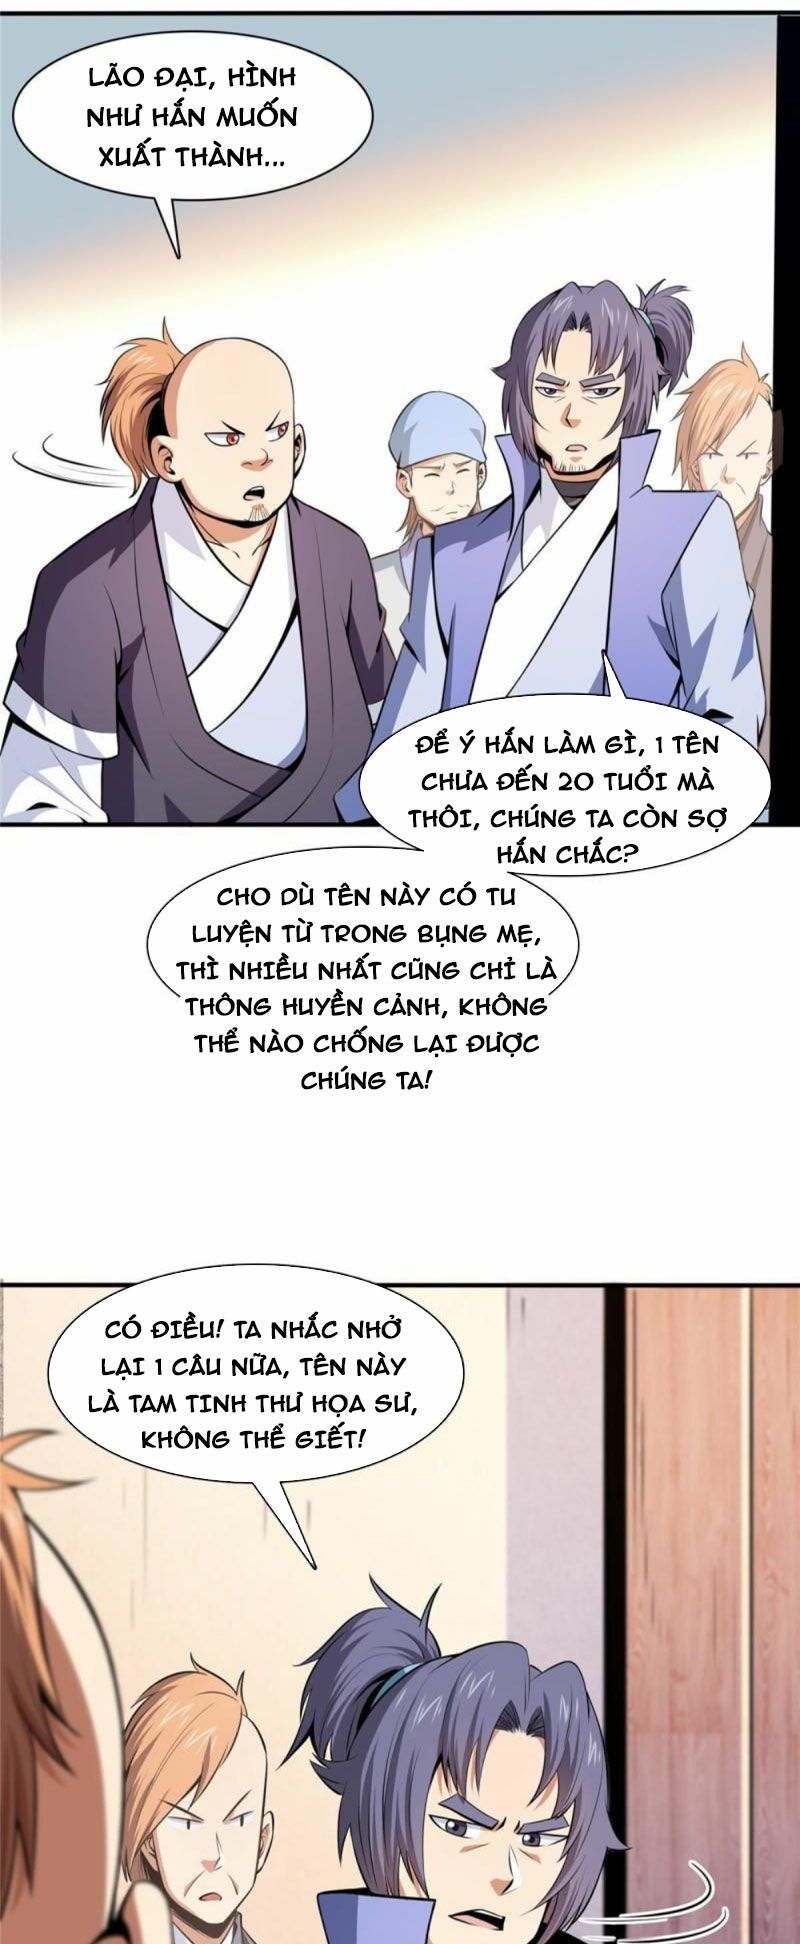 LÃO ĐẠI, HÌNH
NHƯ HẮN MUỐN
XUẤT THÀNH...
ĐỂ Ý HẮN LÀM GÌ, 1 TÊN
CHƯA ĐẾN 20 TUỔI MÀ
THÔI, CHÚNG TA CÒN SỢ
HẮN CHẮC?
CHO DÙ TÊN NÀY CÓ TU
LUYỆN TỪ TRONG BỤNG MẸ,
THÌ NHIỀU NHẤT CŨNG CHỈ LÀ
THÔNG HUYỀN CẢNH, KHÔNG
THỂ NÀO CHỐNG LẠI ĐƯỢC
CHÚNG TA!
CÓ ĐIỀU! TA NHẮC NHỞ
LẠI 1 CÂU NỮA, TÊN NÀY
LÀ TAM TINH THƯ HỌA SƯ,
KHÔNG THỂ GIẾT!